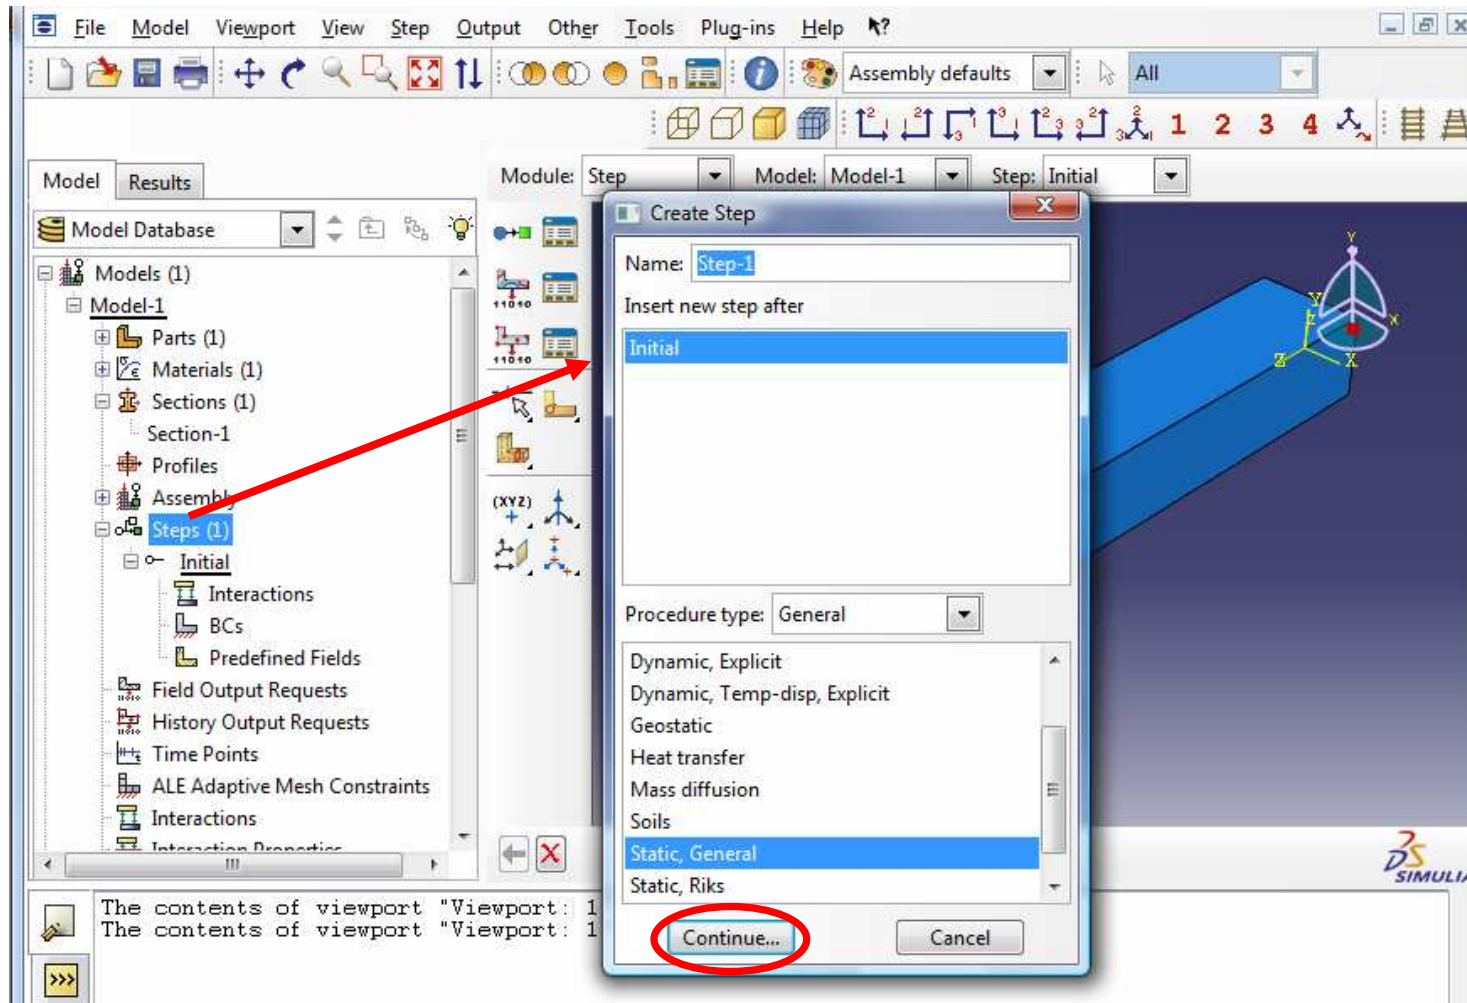 File Model Viewport View Step Output Other Tools Plug-ins Help
Assembly defaults All
1 2 3 4
Model Results
Module: Step Model: Model-1 Step: Initial
Model Database
Models (1)
Model-1
Parts (1)
Materials (1)
Sections (1)
Section-1
Profiles
Assembly
Steps (1)
Initial
Interactions
BCs
Predefined Fields
Field Output Requests
History Output Requests
Time Points
ALE Adaptive Mesh Constraints
Interactions
Interaction Properties
(XYZ)
Create Step
Name: Step-1
Insert new step after
Initial
Procedure type: General
Dynamic, Explicit
Dynamic, Temp-disp, Explicit
Geostatic
Heat transfer
Mass diffusion
Soils
Static, General
Static, Riks
Continue... Cancel
Y
X
Y
Z
Z
X
SIMULIA
The contents of viewport "Viewport: 1
The contents of viewport "Viewport: 1
>>>